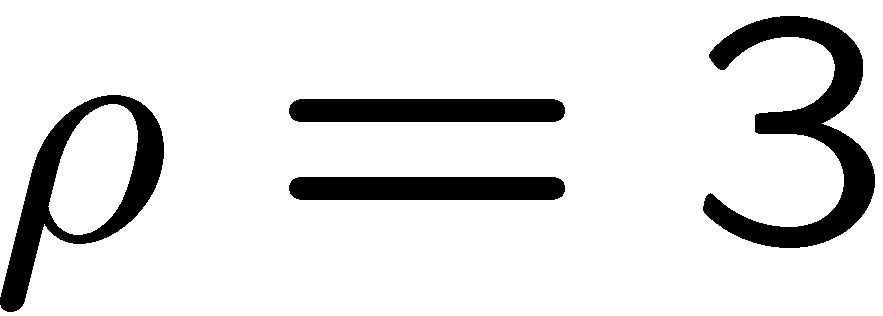 ρ = 3